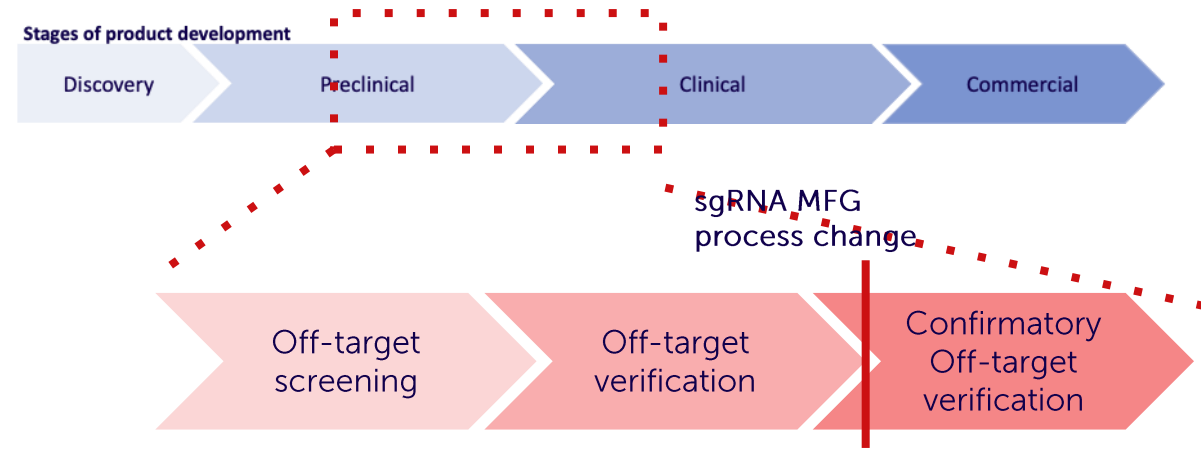 Stages of product development
Discovery
Preclinical
Clinical
Commercial
sgRNA MFG
process change
Off-target
screening
Off-target
verification
Confirmatory
Off-target
verification